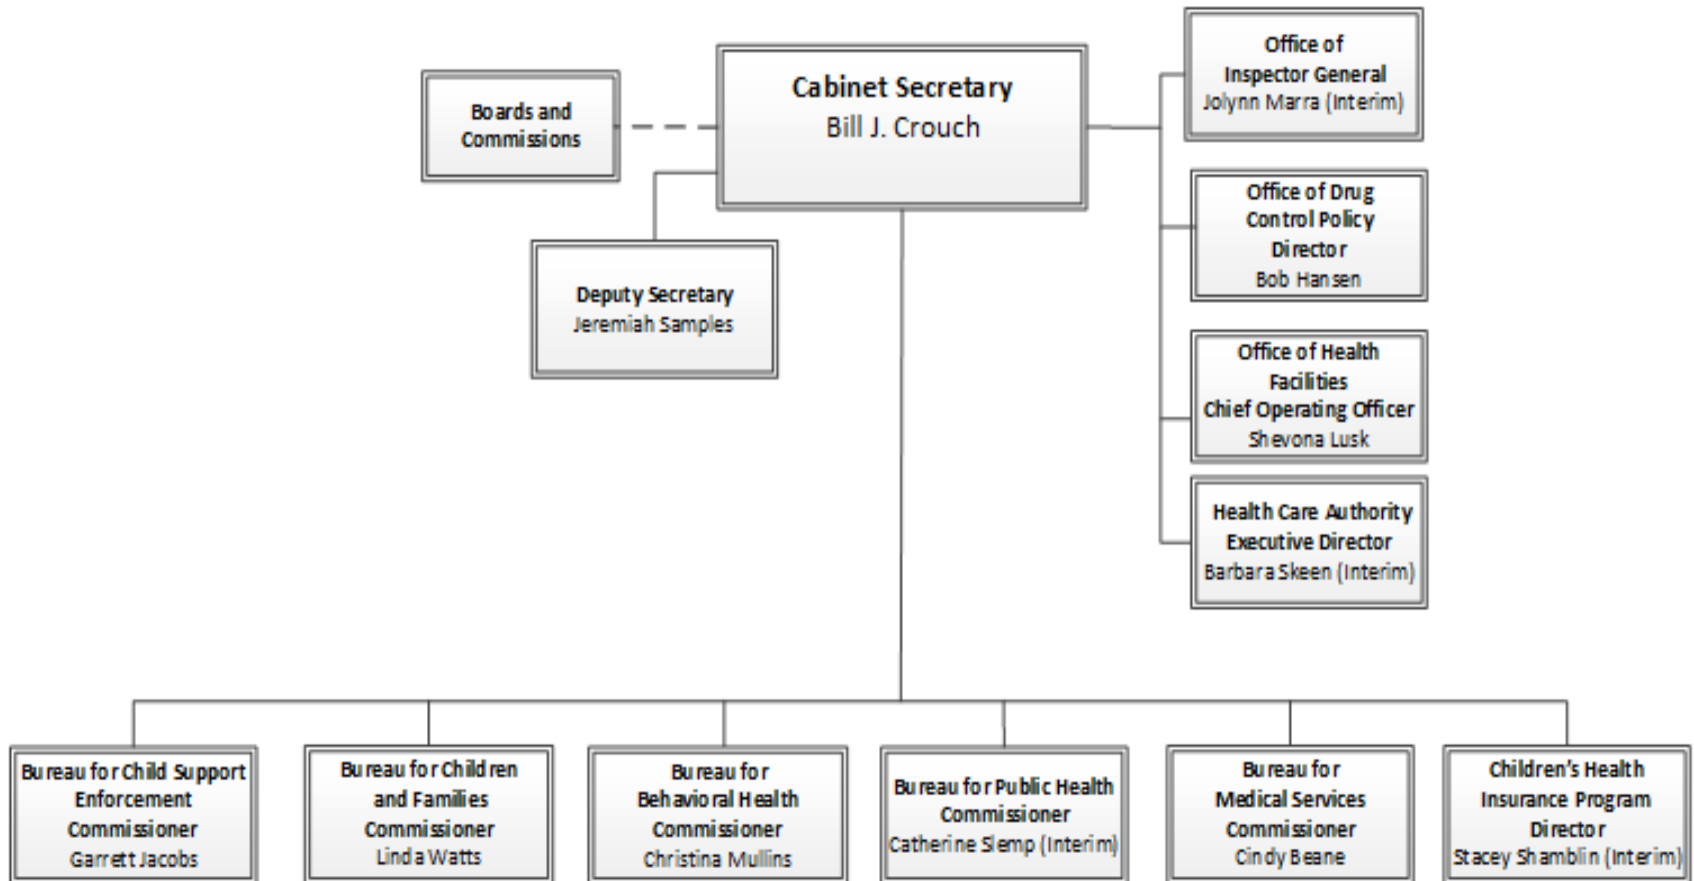 Boards and
Commissions
Cabinet Secretary
Bill J. Crouch
Deputy Secretary
Jeremiah Samples
Office of
Inspector General
Jolynn Marra (Interim)
Office of Drug
Control Policy
Director
Bob Hansen
Office of Health
Facilities
Chief Operating Officer
Shevona Lusk
Health Care Authority
Executive Director
Barbara Skeen (Interim)
Bureau for Child Support
Enforcement
Commissioner
Garrett Jacobs
Bureau for Children
and Families
Commissioner
Linda Watts
Bureau for
Behavioral Health
Commissioner
Christina Mullins
Bureau for Public Health
Commissioner
Catherine Slemp (Interim)
Bureau for
Medical Services
Commissioner
Cindy Beane
Children's Health
Insurance Program
Director
Stacey Shamblin (Interim)